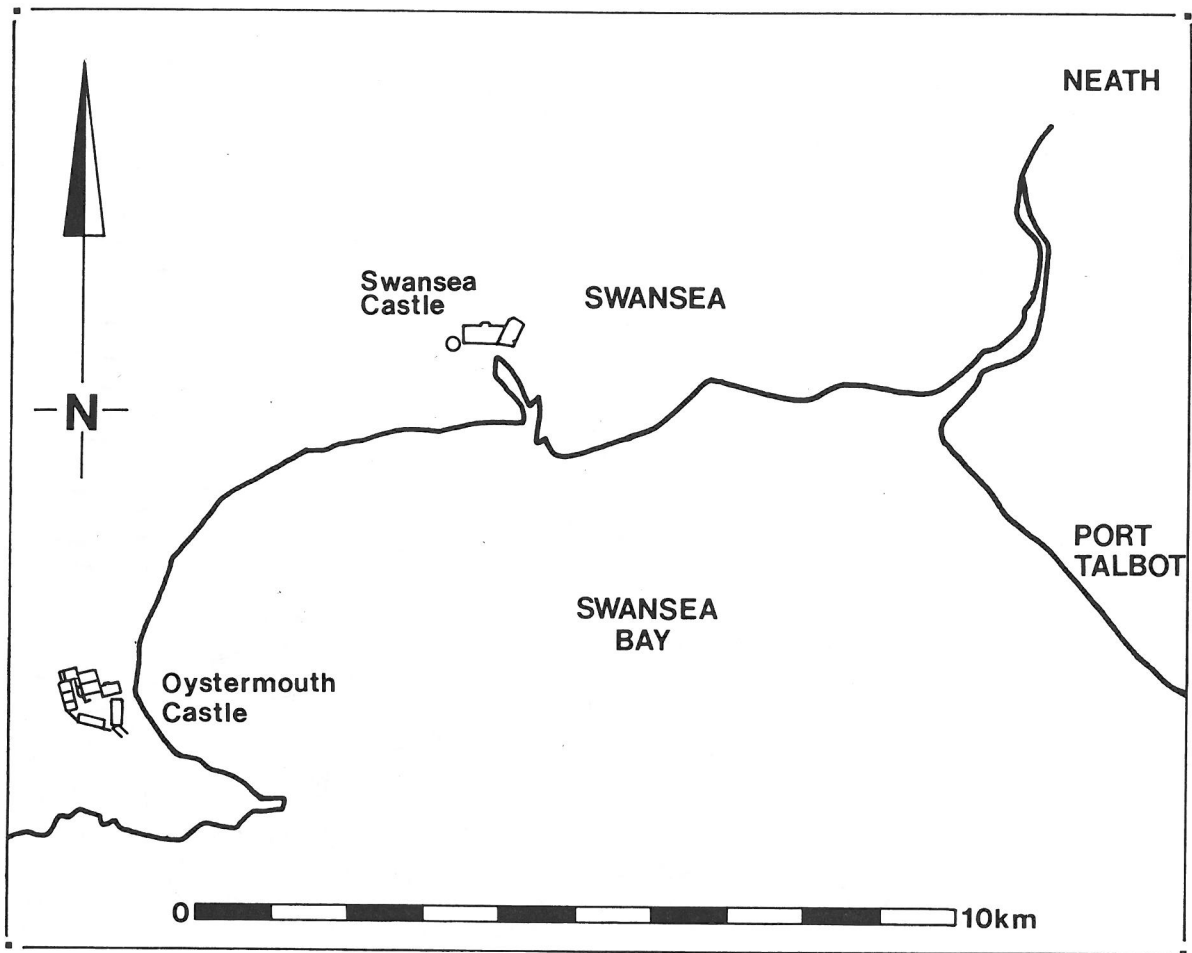 NEATH
Swansea
Castle
SWANSEA
N
PORT
TALBOT
SWANSEA
BAY
Oystermouth
Castle
0
10km